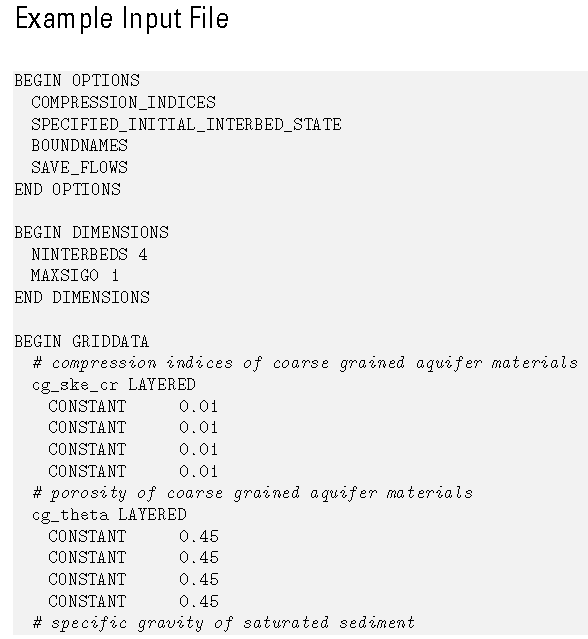 Example Input File
BEGIN OPTIONS
COMPRESSION_INDICES
SPECIFIED_INITIAL_INTERBED_STATE
BOUNDNAMES
SAVE_FLOWS
END OPTIONS
BEGIN DIMENSIONS
NINTERBEDS 4
MAXSIG0 1
END DIMENSIONS
BEGIN GRIDDATA
# compression indices of coarse grained aquifer materials
cg_ske_cr LAYERED
CONSTANT 0.01
CONSTANT 0.01
CONSTANT 0.01
CONSTANT 0.01
# porosity of coarse grained aquifer materials
cg_theta LAYERED
CONSTANT 0.45
CONSTANT 0.45
CONSTANT 0.45
CONSTANT 0.45
# specific gravity of saturated sediment